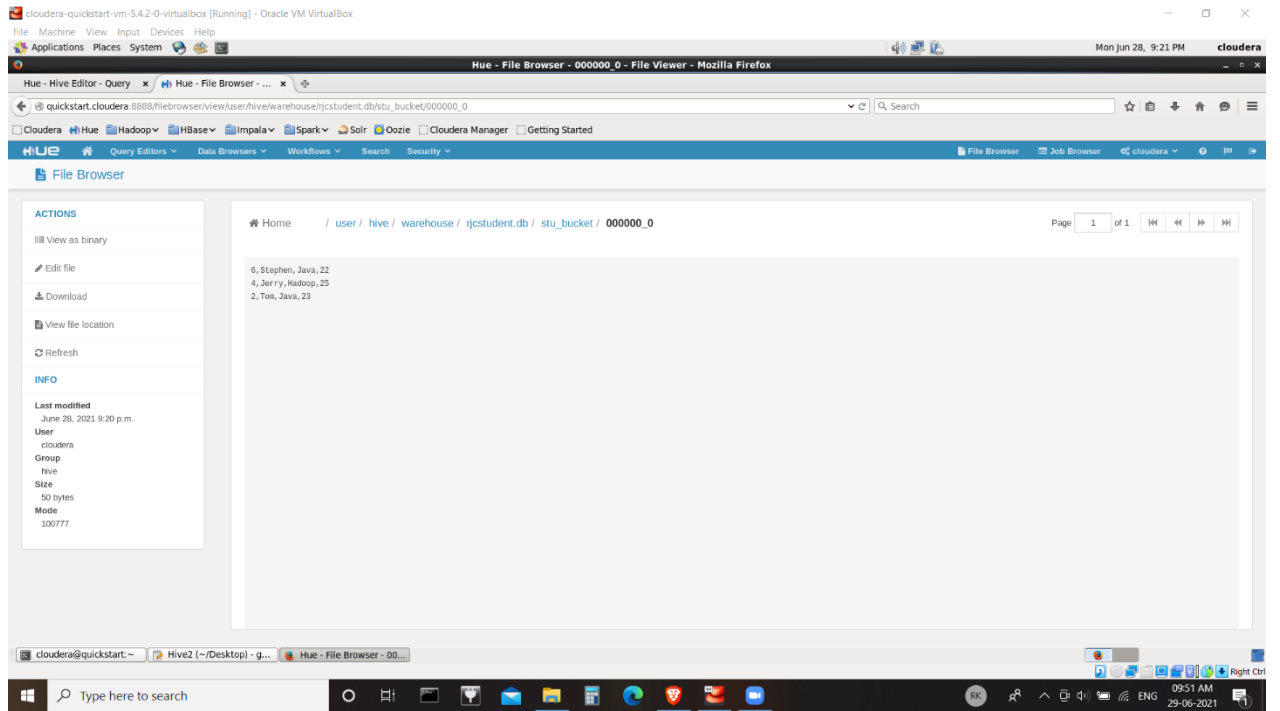 cloudera-quickstart-vm-5.4.2-0-virtualbox [Running] - Oracle VM VirtualBox
File Machine View Input Devices Help
Applications Places System Mon Jun 28, 9:21 PM cloudera
Hue - File Browser - 000000_0 - File Viewer - Mozilla Firefox
Hue - Hive Editor - Query Hue - File Browser - ...
quickstart.cloudera:8888/filebrowser/view/user/hive/warehouse/rjcstudent.db/stu_bucket/000000_0 Search
Cloudera Hue Hadoop HBase Impala Spark Solr Oozie Cloudera Manager Getting Started
HUE Query Editors Data Browsers Workflows Search Security File Browser Job Browser cloudera
File Browser
ACTIONS
View as binary
Edit file
Download
View file location
Refresh
INFO
Last modified
June 28, 2021 9:20 p.m.
User
cloudera
Group
hive
Size
50 bytes
Mode
100777
Home / user / hive / warehouse / rjcstudent.db / stu_bucket / 000000_0 Page 1 of 1
6,Stephen,Java,22
4,Jerry,Hadoop,25
2,Tom,Java,23
cloudera@quickstart:~ Hive2 (~/Desktop) - g... Hue - File Browser - 00...
Right Ctrl
Type here to search RK ENG 09:51 AM
29-06-2021